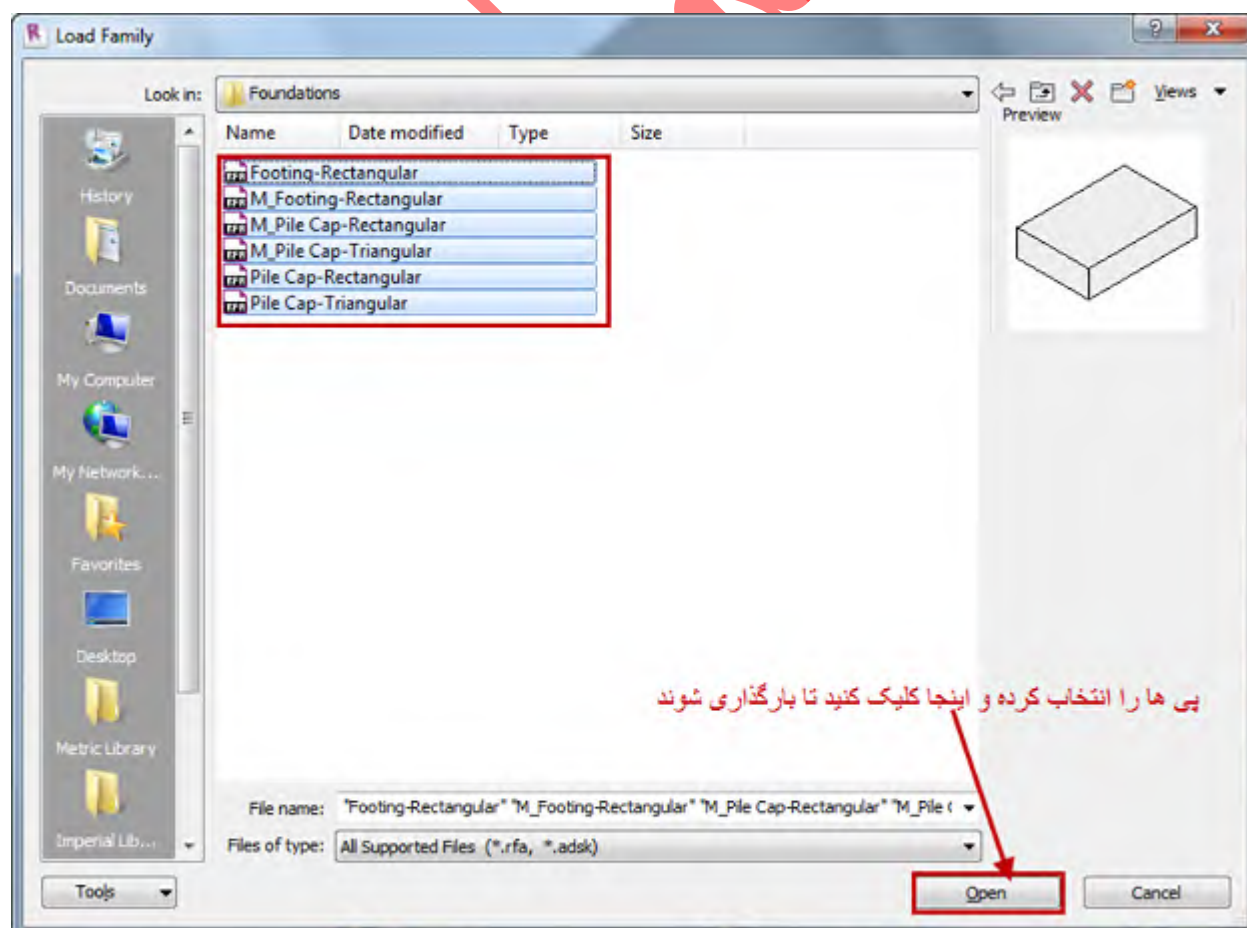 Load Family
Look in: Foundations Views
Preview
Name Date modified Type Size
Footing-Rectangular
M_Footing-Rectangular
M_Pile Cap-Rectangular
M_Pile Cap-Triangular
Pile Cap-Rectangular
Pile Cap-Triangular
History
Documents
My Computer
My Network...
Favorites
Desktop
Metric Library
Imperial Lib...
پی ها را انتخاب کرده و اینجا کلیک کنید تا بارگذاری شوند
File name: "Footing-Rectangular" "M_Footing-Rectangular" "M_Pile Cap-Rectangular" "M_Pile C
Files of type: All Supported Files (*.rfa, *.adsk)
Tools Open Cancel